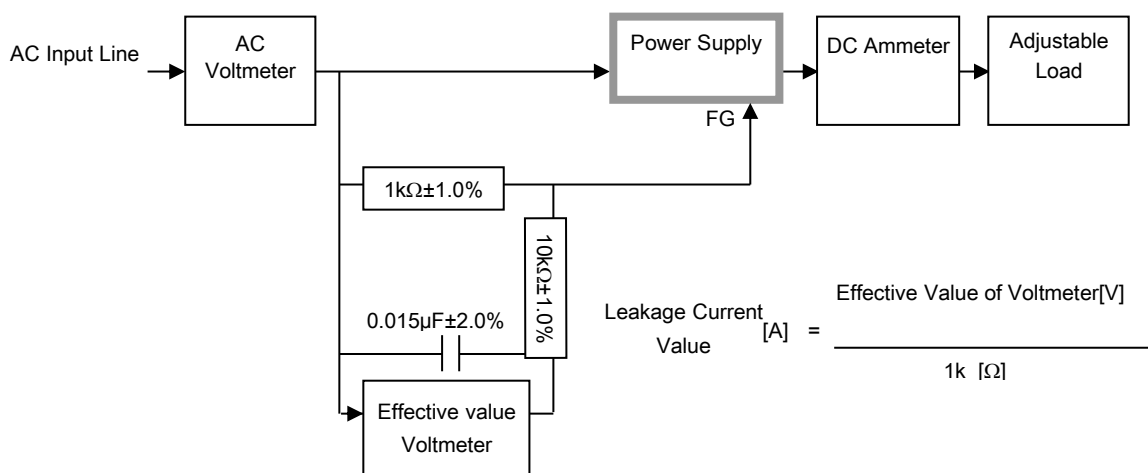 AC Input Line
AC
Voltmeter
Power Supply
DC Ammeter
Adjustable
Load
FG
1kΩ±1.0%
10kΩ±1.0%
0.015μF±2.0%
Effective value
Voltmeter
Leakage Current
Value
[A] =
Effective Value of Voltmeter[V]
1k [Ω]